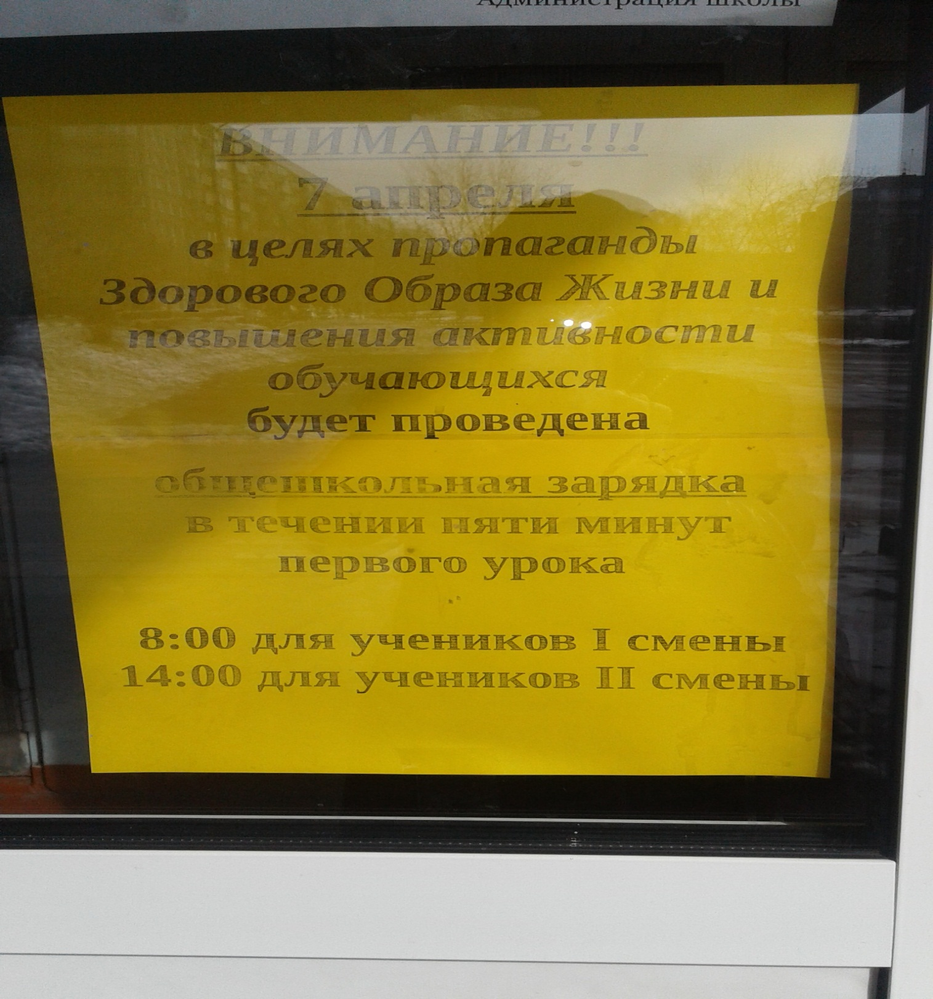 Администрация школы
ВНИМАНИЕ!!!
7 апреля
в целях пропаганды
Здорового Образа Жизни и
повышения активности
обучающихся
будет проведена
общешкольная зарядка
в течении пяти минут
первого урока
8:00 для учеников I смены
14:00 для учеников II смены